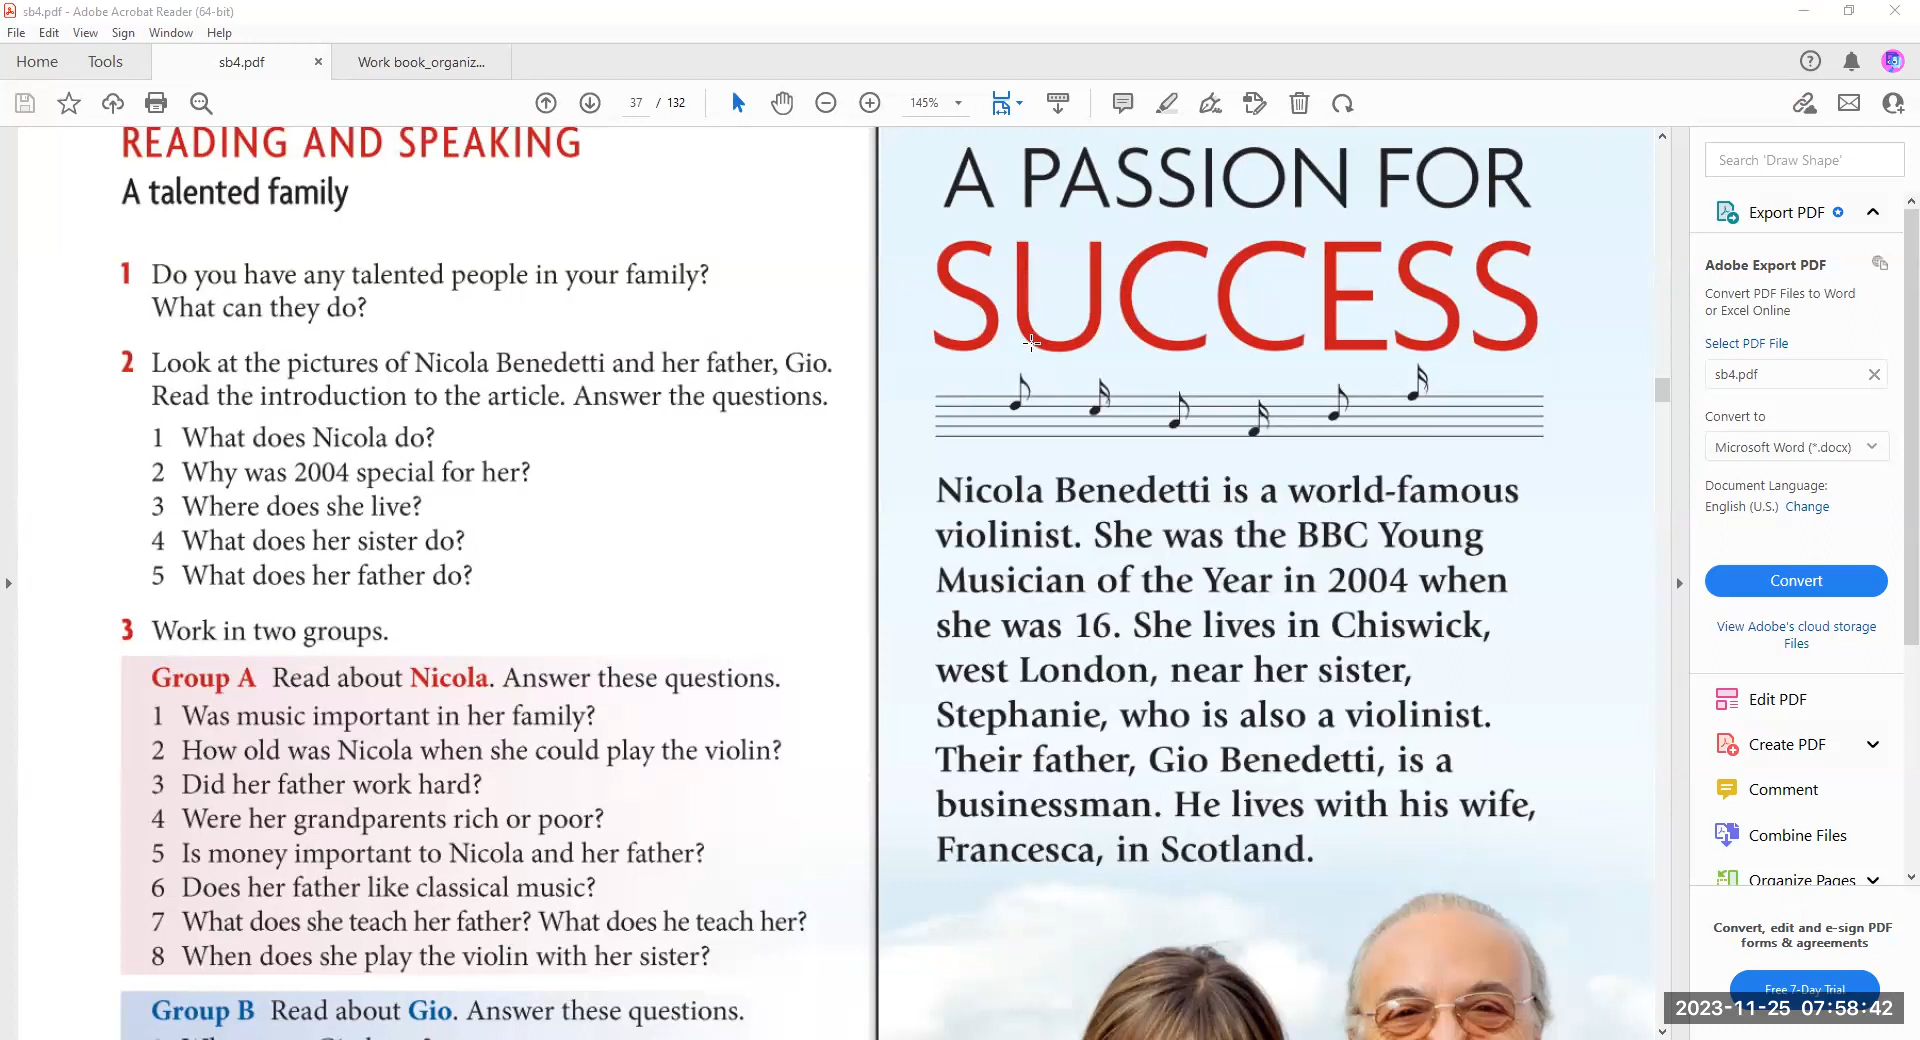 sb4.pdf - Adobe Acrobat Reader (64-bit)
File Edit View Sign Window Help
Home Tools sb4.pdf × Work book_organiz...
37 / 132 145%
READING AND SPEAKING
A talented family
1 Do you have any talented people in your family?
What can they do?
2 Look at the pictures of Nicola Benedetti and her father, Gio.
Read the introduction to the article. Answer the questions.
1 What does Nicola do?
2 Why was 2004 special for her?
3 Where does she live?
4 What does her sister do?
5 What does her father do?
3 Work in two groups.
Group A Read about Nicola. Answer these questions.
1 Was music important in her family?
2 How old was Nicola when she could play the violin?
3 Did her father work hard?
4 Were her grandparents rich or poor?
5 Is money important to Nicola and her father?
6 Does her father like classical music?
7 What does she teach her father? What does he teach her?
8 When does she play the violin with her sister?
Group B Read about Gio. Answer these questions.
A PASSION FOR
SUCCESS
Nicola Benedetti is a world-famous
violinist. She was the BBC Young
Musician of the Year in 2004 when
she was 16. She lives in Chiswick,
west London, near her sister,
Stephanie, who is also a violinist.
Their father, Gio Benedetti, is a
businessman. He lives with his wife,
Francesca, in Scotland.
Search 'Draw Shape'
Export PDF
Adobe Export PDF
Convert PDF Files to Word
or Excel Online
Select PDF File
sb4.pdf
Convert to
Microsoft Word (*.docx)
Document Language:
English (U.S.) Change
Convert
View Adobe's cloud storage
Files
Edit PDF
Create PDF
Comment
Combine Files
Organize Pages
Convert, edit and e-sign PDF
forms & agreements
Free 7-Day Trial
2023-11-25 07:58:42